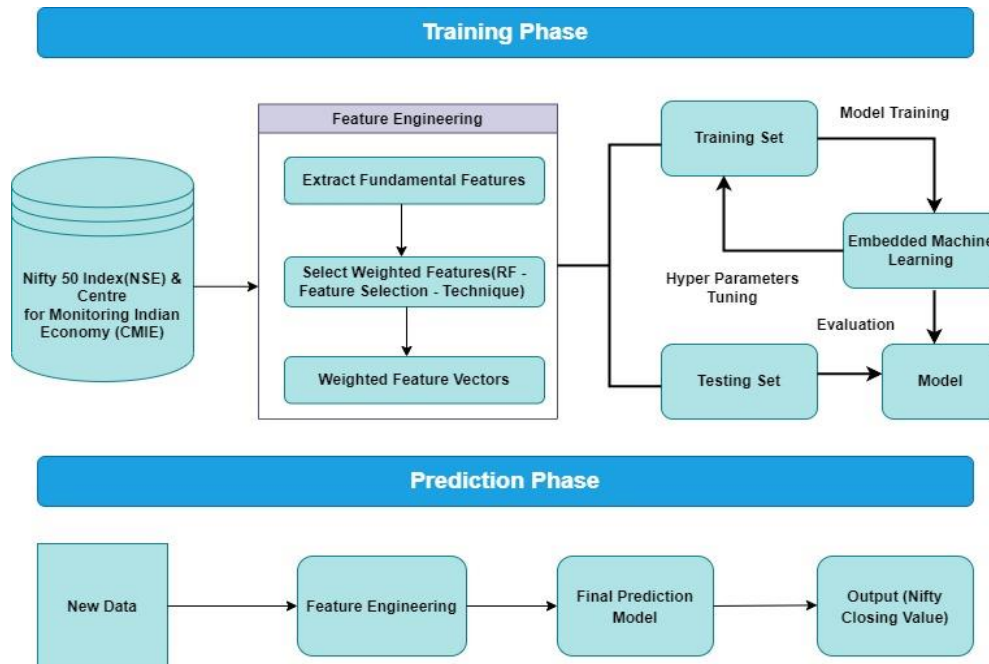 Training Phase
Feature Engineering
Extract Fundamental Features
Select Weighted Features(RF -
Feature Selection - Technique)
Weighted Feature Vectors
Nifty 50 Index(NSE) &
Centre
for Monitoring Indian
Economy (CMIE)
Training Set
Model Training
Embedded Machine
Learning
Hyper Parameters
Tuning
Evaluation
Testing Set
Model
Prediction Phase
New Data
Feature Engineering
Final Prediction
Model
Output (Nifty
Closing Value)